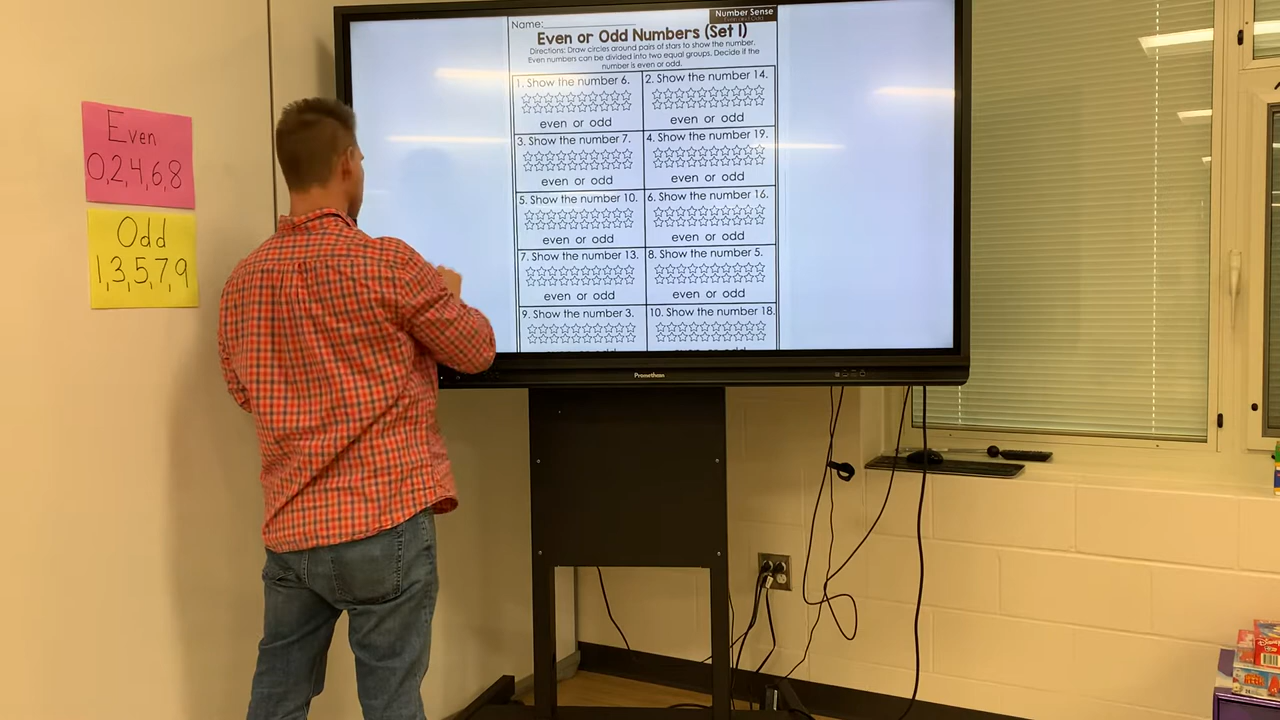 Even
0,2,4,6,8
Odd
1,3,5,7,9
Number Sense
Even and Odd
Name:
Even or Odd Numbers (Set 1)
Directions: Draw circles around pairs of stars to show the number.
Even numbers can be divided into two equal groups. Decide if the
number is even or odd.
1. Show the number 6.
even or odd
2. Show the number 14.
even or odd
3. Show the number 7.
even or odd
4. Show the number 19.
even or odd
5. Show the number 10.
even or odd
6. Show the number 16.
even or odd
7. Show the number 13.
even or odd
8. Show the number 5.
even or odd
9. Show the number 3.
10. Show the number 18.
Promethean